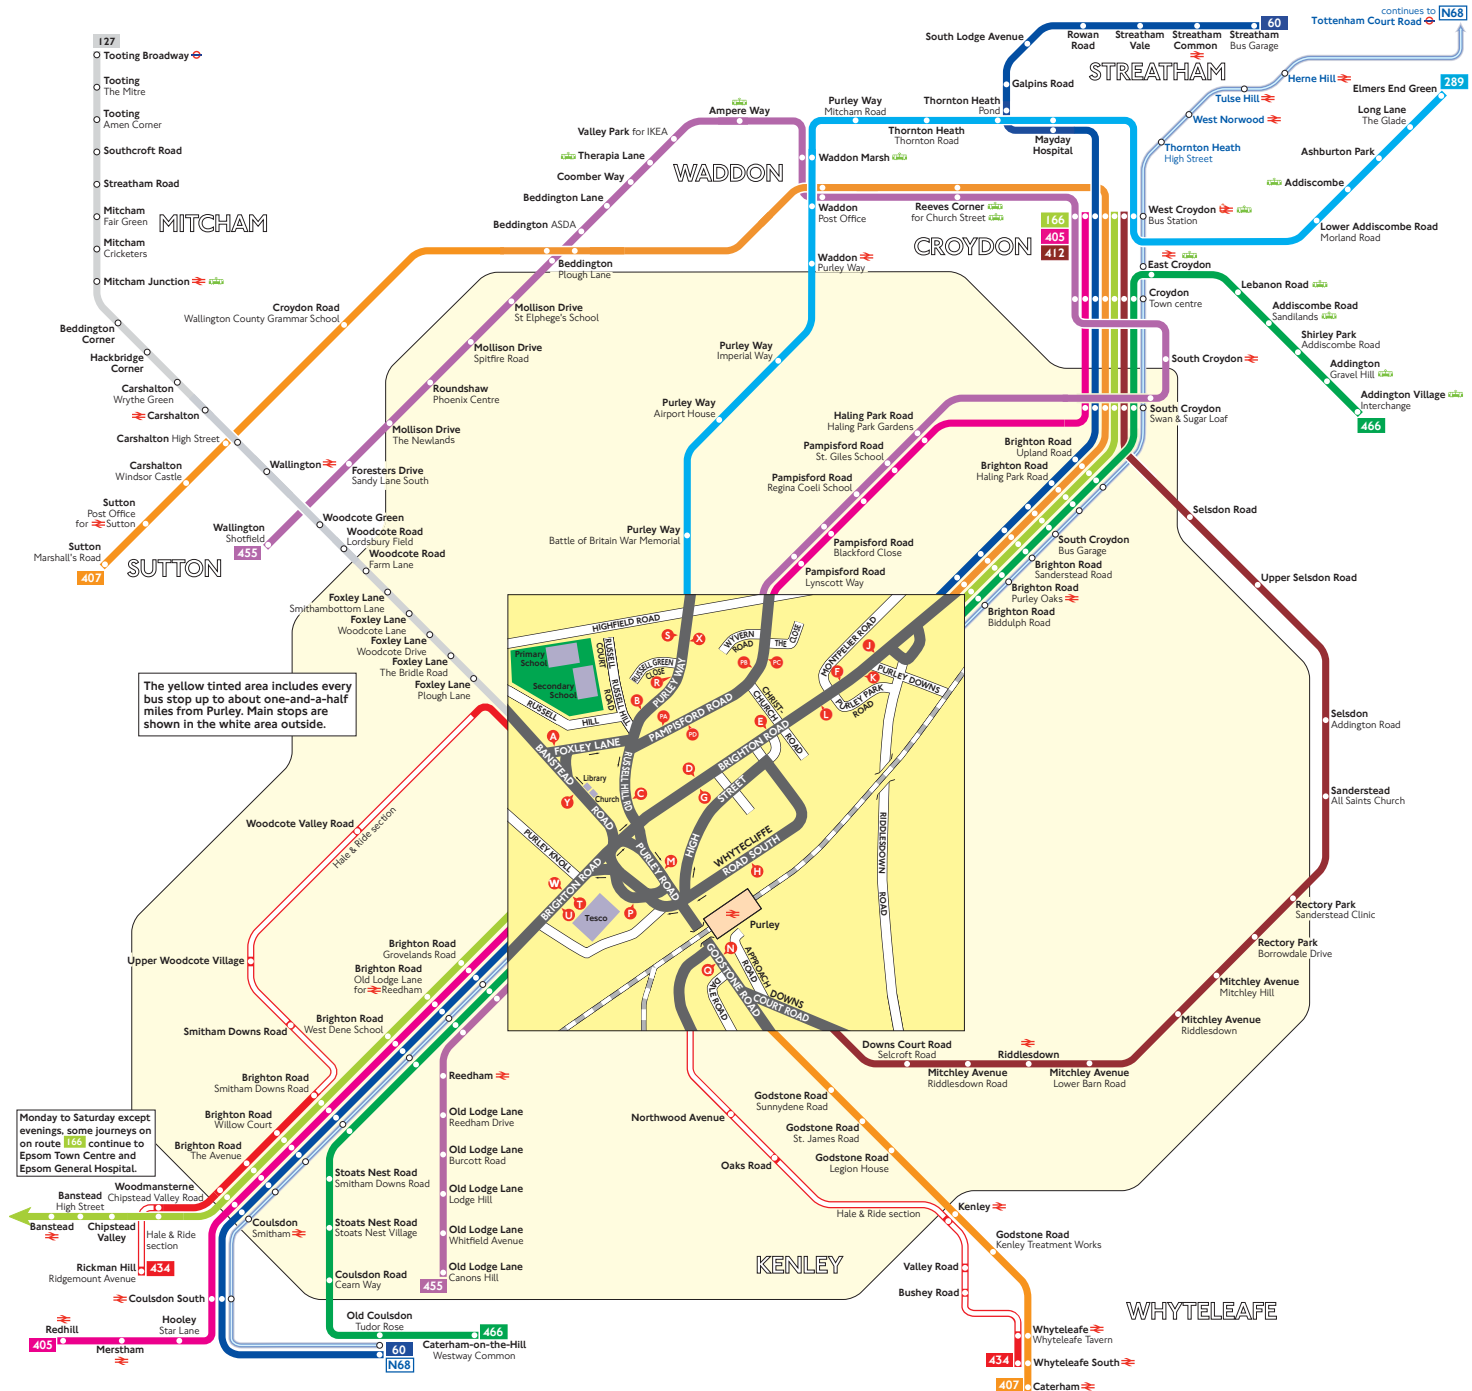 continues to N68
Tottenham Court Road
60
South Lodge Avenue
Rowan
Road
Streatham
Vale
Streatham
Common
Streatham
Bus Garage
STREATHAM
Galpins Road
Thornton Heath
Pond
Mayday
Hospital
Herne Hill
Tulse Hill
West Norwood
Thornton Heath
High Street
289
Elmers End Green
Long Lane
The Glade
Ashburton Park
Addiscombe
Lower Addiscombe Road
Morland Road
127
Tooting Broadway
Tooting
The Mitre
Tooting
Amen Corner
Southcroft Road
Streatham Road
Mitcham
Fair Green
MITCHAM
Mitcham
Cricketers
Mitcham Junction
Beddington
Corner
Hackbridge
Corner
Carshalton
Wrythe Green
Carshalton
Carshalton High Street
Carshalton
Windsor Castle
Sutton
Post Office
for Sutton
Sutton
Marshall's Road
407
SUTTON
Wallington
Wallington
Shotfield
455
Ampere Way
Valley Park for IKEA
Therapia Lane
Coomber Way
Beddington Lane
Beddington ASDA
WADDON
Beddington
Plough Lane
Croydon Road
Wallington County Grammar School
Mollison Drive
St Elphege's School
Mollison Drive
Spitfire Road
Roundshaw
Phoenix Centre
Mollison Drive
The Newlands
Foresters Drive
Sandy Lane South
Purley Way
Mitcham Road
Thornton Heath
Thornton Road
Waddon Marsh
Waddon
Post Office
Reeves Corner
for Church Street
CROYDON
Waddon
Purley Way
166
405
412
West Croydon
Bus Station
East Croydon
Croydon
Town centre
South Croydon
South Croydon
Swan & Sugar Loaf
Lebanon Road
Addiscombe Road
Sandilands
Shirley Park
Addiscombe Road
Addington
Gravel Hill
Addington Village
Interchange
466
Purley Way
Imperial Way
Purley Way
Airport House
Purley Way
Battle of Britain War Memorial
Haling Park Road
Haling Park Gardens
Pampisford Road
St. Giles School
Pampisford Road
Regina Coeli School
Pampisford Road
Blackford Close
Pampisford Road
Lynscott Way
Brighton Road
Upland Road
Brighton Road
Haling Park Road
South Croydon
Bus Garage
Brighton Road
Sanderstead Road
Brighton Road
Purley Oaks
Brighton Road
Biddulph Road
Selsdon Road
Upper Selsdon Road
Selsdon
Addington Road
Sanderstead
All Saints Church
Rectory Park
Sanderstead Clinic
Rectory Park
Borrowdale Drive
Mitchley Avenue
Mitchley Hill
Mitchley Avenue
Riddlesdown
Mitchley Avenue
Lower Barn Road
Riddlesdown
Mitchley Avenue
Riddlesdown Road
Downs Court Road
Selcroft Road
Woodcote Green
Woodcote Road
Lordsbury Field
Woodcote Road
Farm Lane
Foxley Lane
Smithambottom Lane
Foxley Lane
Woodcote Lane
Foxley Lane
Woodcote Drive
Foxley Lane
The Bridle Road
Foxley Lane
Plough Lane
The yellow tinted area includes every
bus stop up to about one-and-a-half
miles from Purley. Main stops are
shown in the white area outside.
HIGHFIELD ROAD
Primary
School
Secondary
School
RUSSELL
COURT
RUSSELL HILL
ROAD
RUSSELL GREEN
CLOSE
RUSSELL
HILL
S
X
R
B
PA
PD
PB
PC
WYVERN
ROAD
THE
CLOSE
MONTPELIER ROAD
J
F
K
L
PURLEY DOWNS
PURLEY PARK
ROAD
PURLEY WAY
PAMPISFORD ROAD
CHRIST-
CHURCH
ROAD
E
A
FOXLEY LANE
BANSTEAD
ROAD
Library
Church
Y
C
RUSSELL HILL RD
D
G
BRIGHTON ROAD
HIGH
STREET
WHYTECLIFFE
ROAD SOUTH
H
M
PURLEY ROAD
PURLEY KNOLL
BRIGHTON ROAD
W
T
U
P
Tesco
Purley
N
Q
GODSTONE ROAD
DALE ROAD
APPROACH
ROAD
DOWNS
COURT ROAD
RIDDLESDOWN
ROAD
Woodcote Valley Road
Hale & Ride section
Upper Woodcote Village
Smitham Downs Road
Brighton Road
Grovelands Road
Brighton Road
Old Lodge Lane
for Reedham
Brighton Road
West Dene School
Brighton Road
Smitham Downs Road
Brighton Road
Willow Court
Brighton Road
The Avenue
Woodmansterne
Chipstead Valley Road
Monday to Saturday except
evenings, some journeys on
on route 166 continue to
Epsom Town Centre and
Epsom General Hospital.
Banstead
High Street
Banstead
Chipstead
Valley
Hale & Ride
section
Rickman Hill
Ridgemount Avenue
434
Coulsdon
Smitham
Coulsdon South
Hooley
Star Lane
Redhill
405
Merstham
Reedham
Old Lodge Lane
Reedham Drive
Old Lodge Lane
Burcott Road
Old Lodge Lane
Lodge Hill
Old Lodge Lane
Whitfield Avenue
Old Lodge Lane
Canons Hill
455
Stoats Nest Road
Smitham Downs Road
Stoats Nest Road
Stoats Nest Village
Coulsdon Road
Cearn Way
Old Coulsdon
Tudor Rose
466
60
N68
Caterham-on-the-Hill
Westway Common
Northwood Avenue
Oaks Road
Hale & Ride section
Godstone Road
Sunnydene Road
Godstone Road
St. James Road
Godstone Road
Legion House
Kenley
Godstone Road
Kenley Treatment Works
KENLEY
Valley Road
Bushey Road
WHYTELEAFE
Whyteleafe
Whyteleafe Tavern
434
Whyteleafe South
407
Caterham